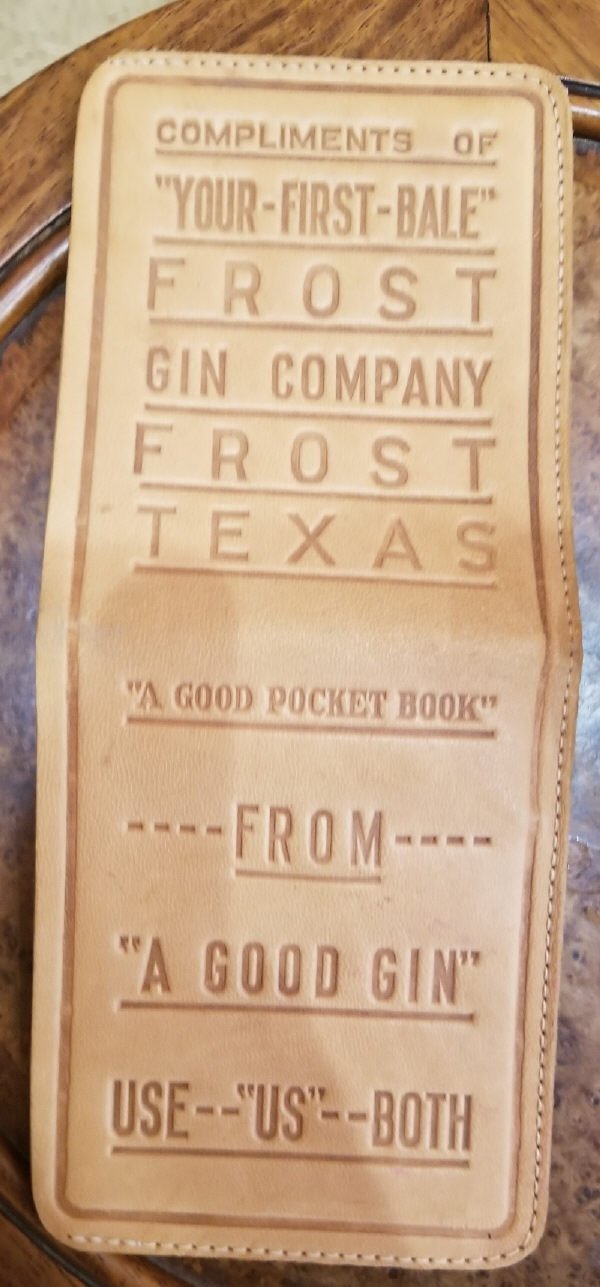 COMPLIMENTS OF
"YOUR-FIRST-BALE"
FROST
GIN COMPANY
FROST
TEXAS
"A GOOD POCKET BOOK"
----FROM----
"A GOOD GIN"
USE--"US"--BOTH